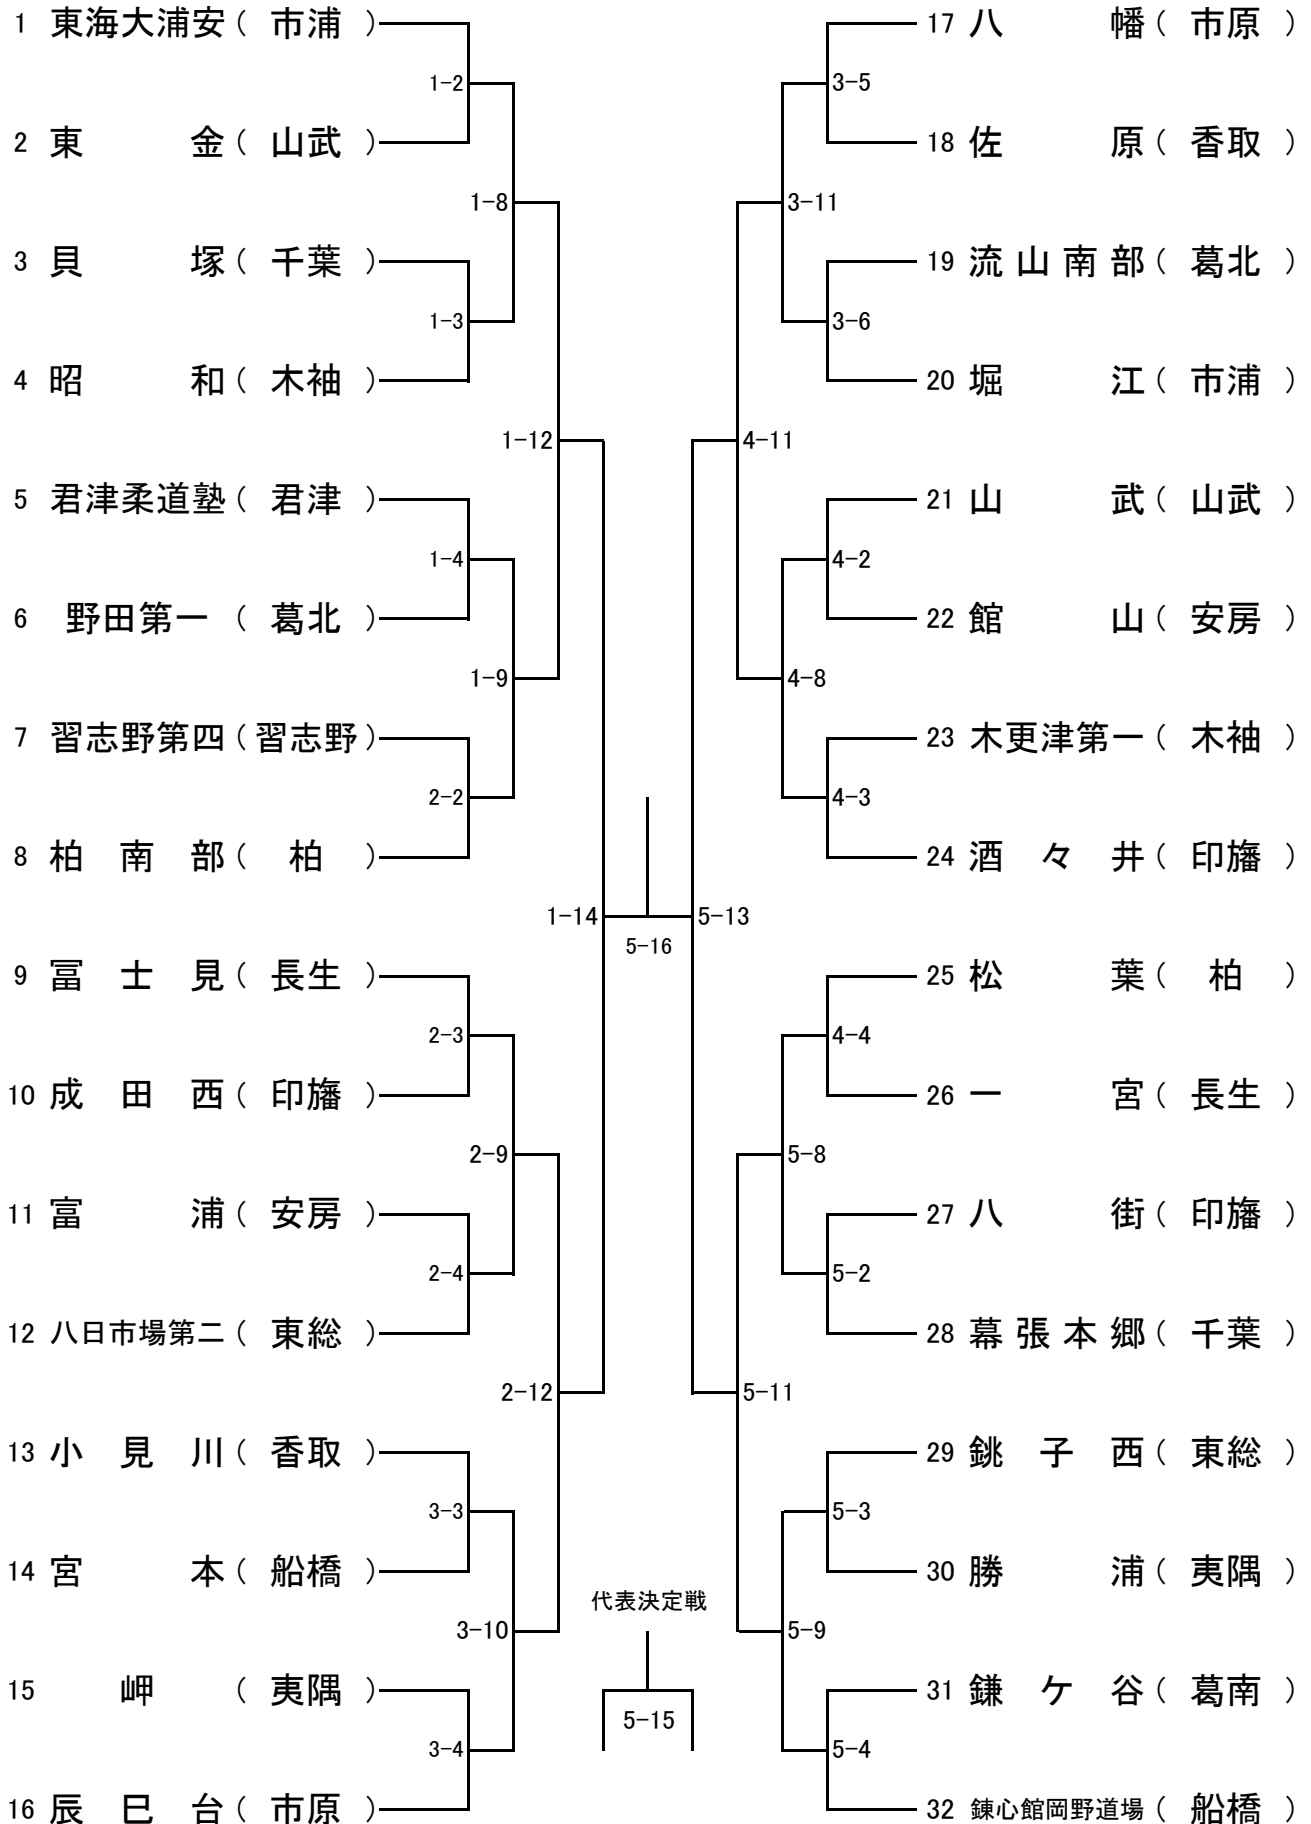 1 東海大浦安 ( 市浦 )
1-2
2 東金 ( 山武 )
1-8
3 貝塚 ( 千葉 )
1-3
4 昭和 ( 木袖 )
1-12
5 君津柔道塾 ( 君津 )
1-4
6 野田第一 ( 葛北 )
1-9
7 習志野第四 ( 習志野 )
2-2
8 柏南部 ( 柏 )
1-14
9 冨士見 ( 長生 )
2-3
10 成田西 ( 印旛 )
2-9
11 富浦 ( 安房 )
2-4
12 八日市場第二 ( 東総 )
2-12
13 小見川 ( 香取 )
3-3
14 宮本 ( 船橋 )
3-10
15 岬 ( 夷隅 )
3-4
16 辰巳台 ( 市原 )
5-16
代表決定戦
5-15
17 八幡 ( 市原 )
3-5
18 佐原 ( 香取 )
3-11
19 流山南部 ( 葛北 )
3-6
20 堀江 ( 市浦 )
4-11
21 山武 ( 山武 )
4-2
22 館山 ( 安房 )
4-8
23 木更津第一 ( 木袖 )
4-3
24 酒々井 ( 印旛 )
5-13
25 松葉 ( 柏 )
4-4
26 一宮 ( 長生 )
5-8
27 八街 ( 印旛 )
5-2
28 幕張本郷 ( 千葉 )
5-11
29 銚子西 ( 東総 )
5-3
30 勝浦 ( 夷隅 )
5-9
31 鎌ケ谷 ( 葛南 )
5-4
32 錬心館岡野道場 ( 船橋 )